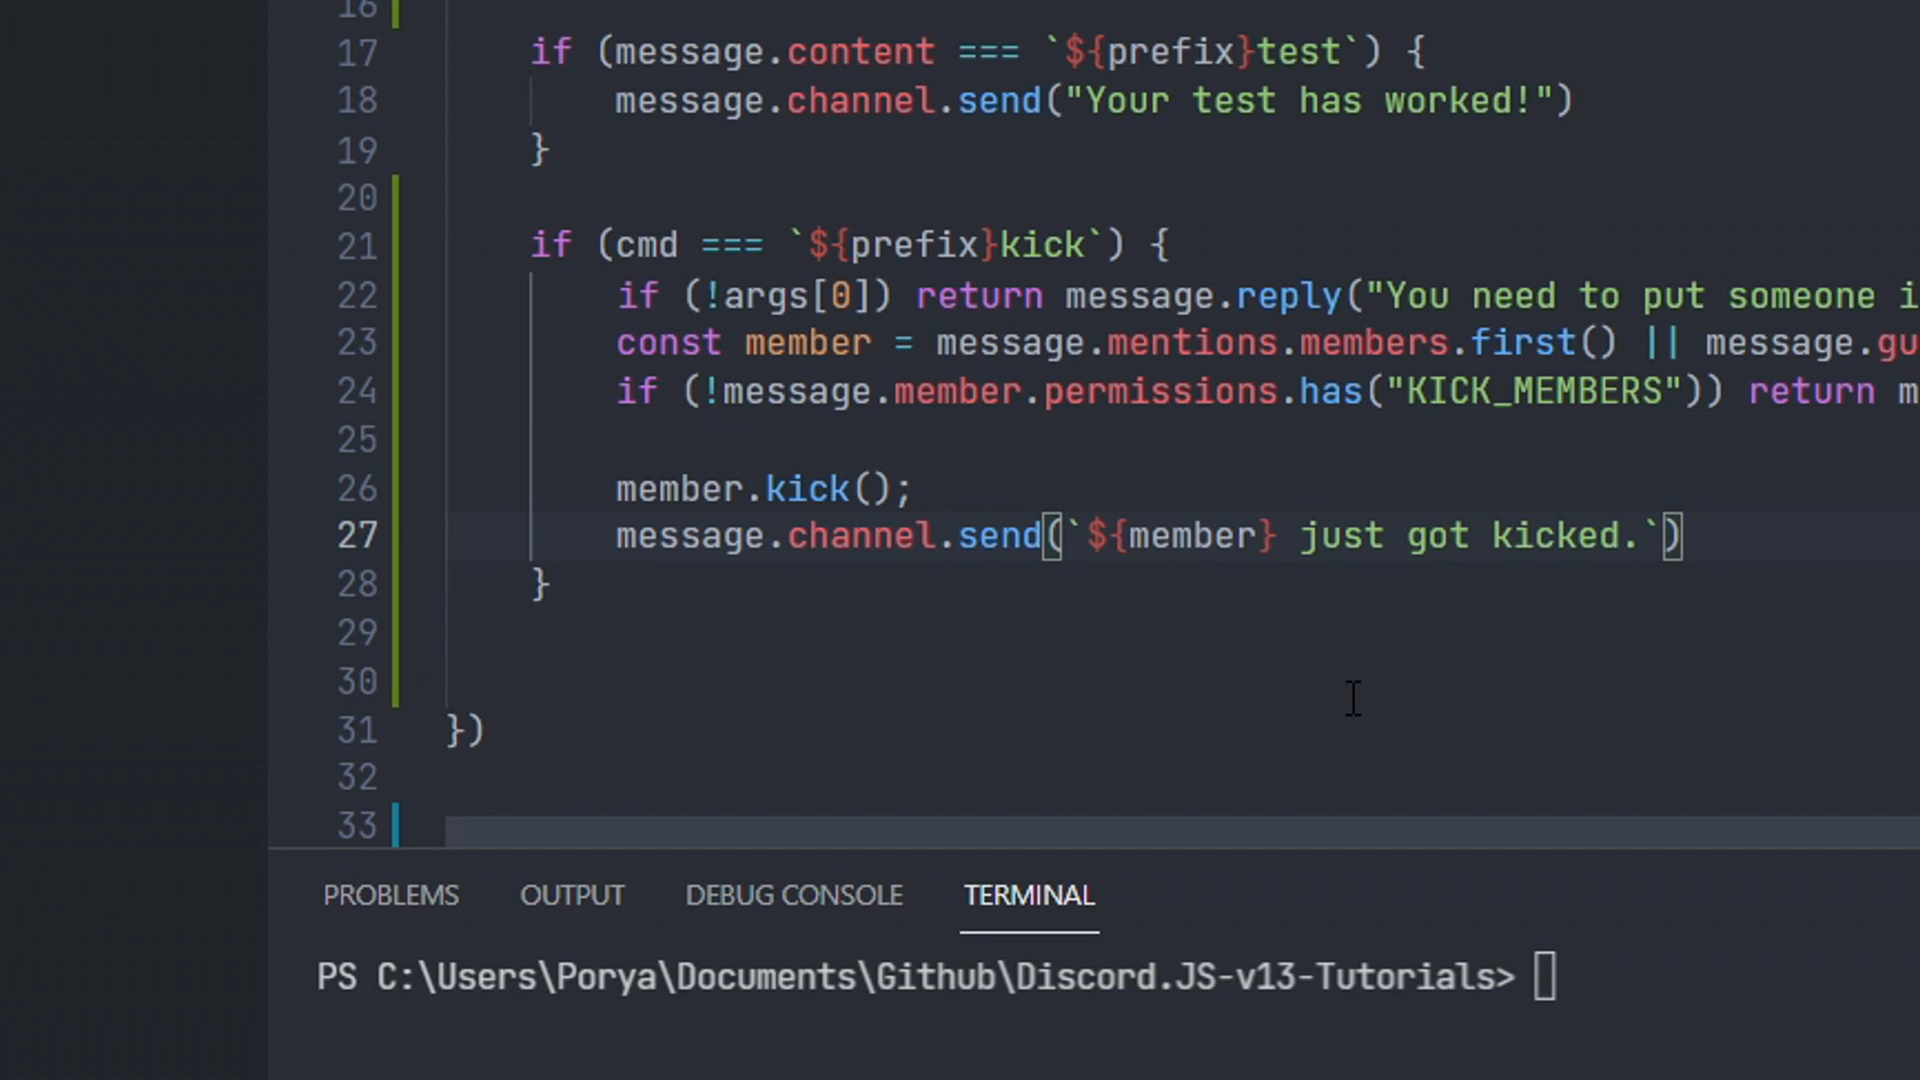 16
17 if (message.content === `${prefix}test`) {
18 message.channel.send("Your test has worked!")
19 }
20
21 if (cmd === `${prefix}kick`) {
22 if (!args[0]) return message.reply("You need to put someone i
23 const member = message.mentions.members.first() || message.gu
24 if (!message.member.permissions.has("KICK_MEMBERS")) return m
25
26 member.kick();
27 message.channel.send(`${member} just got kicked.`)
28 }
29
30
31 })
32
33
PROBLEMS OUTPUT DEBUG CONSOLE TERMINAL
PS C:\Users\Porya\Documents\Github\Discord.JS-v13-Tutorials>